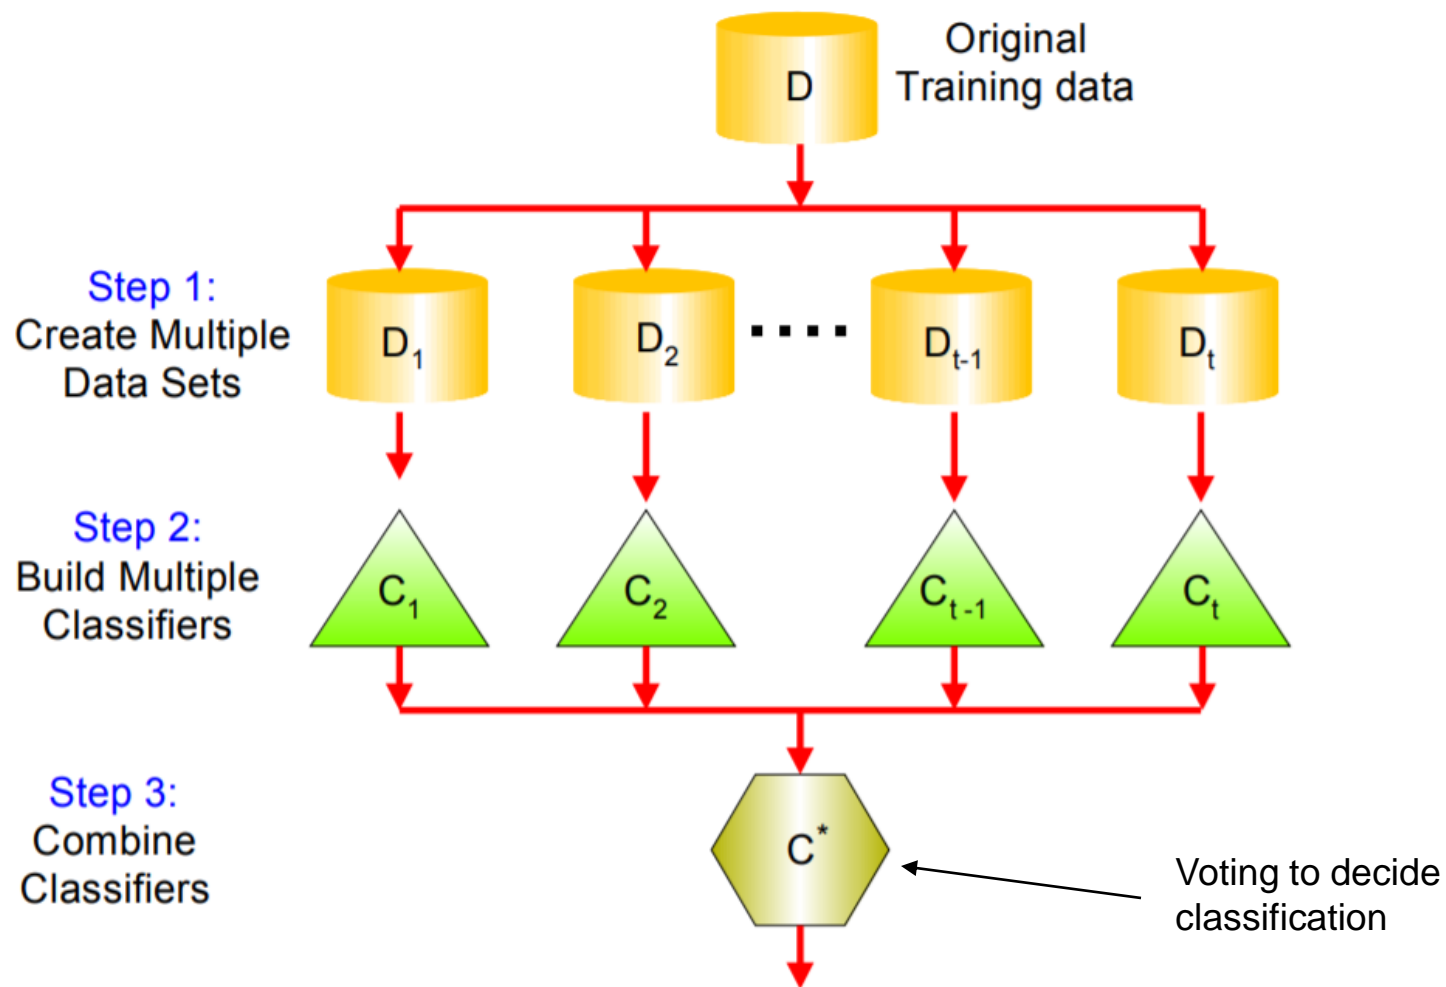 Original
Training data
D
Step 1:
Create Multiple
Data Sets
D1
D2
....
Dt-1
Dt
Step 2:
Build Multiple
Classifiers
C1
C2
Ct -1
Ct
Step 3:
Combine
Classifiers
C*
Voting to decide
classification